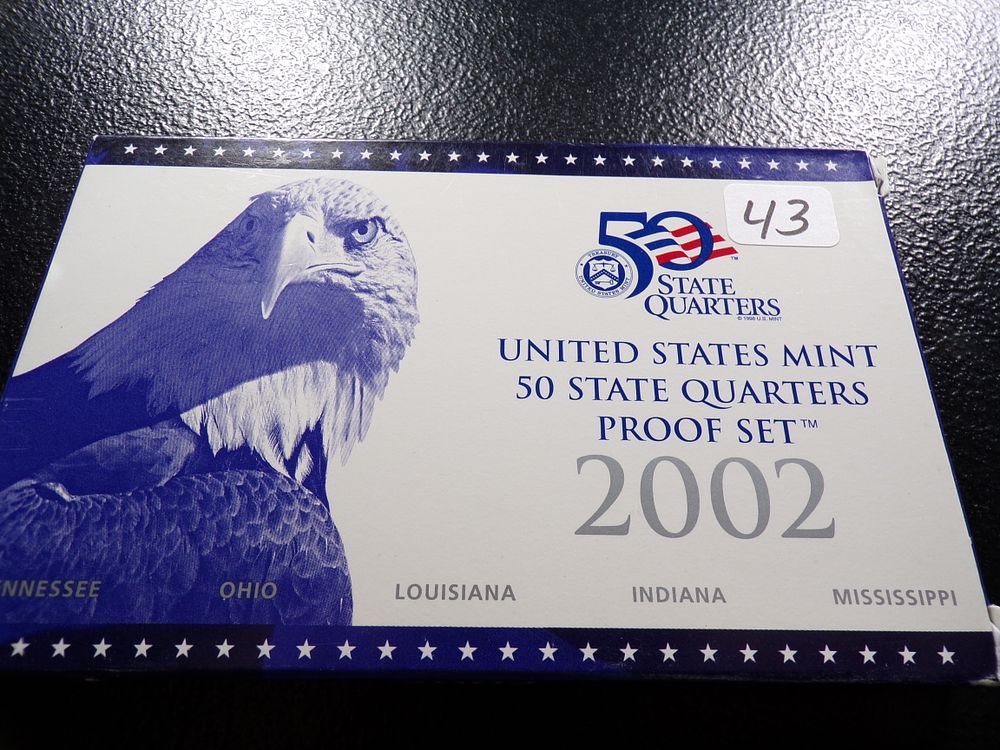 43
50
STATE
QUARTERS
© 1998 U.S. MINT
UNITED STATES MINT
50 STATE QUARTERS
PROOF SET™
2002
NNESSEE OHIO LOUISIANA INDIANA MISSISSIPPI